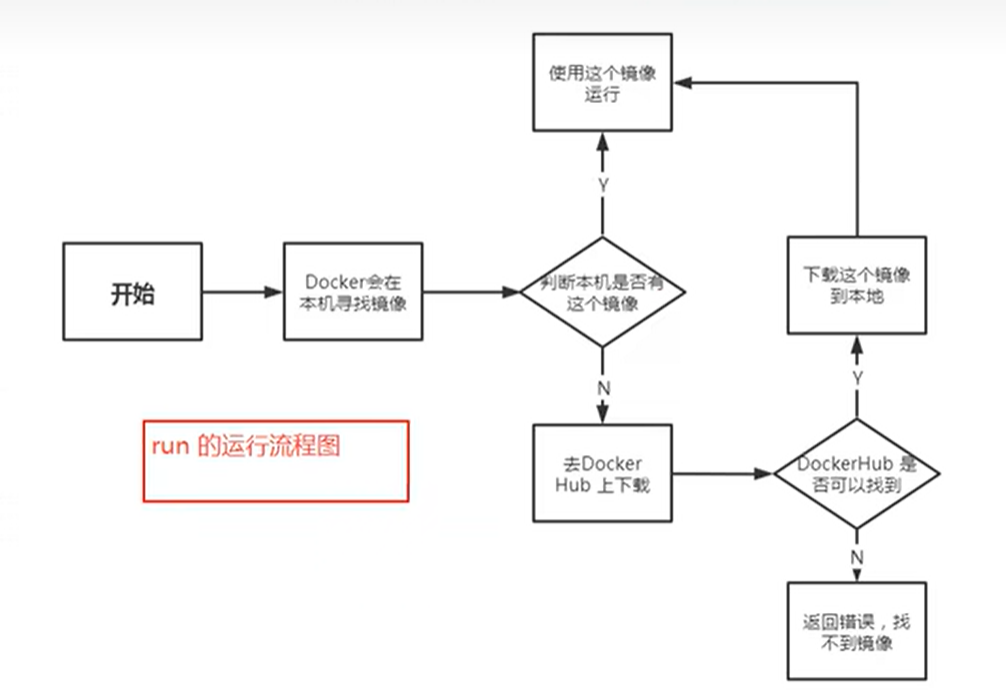 使用这个镜像
运行
Y
开始
Docker会在
本机寻找镜像
判断本机是否有
这个镜像
下载这个镜像
到本地
N
Y
run 的运行流程图
去Docker
Hub 上下载
DockerHub 是
否可以找到
N
返回错误，找
不到镜像